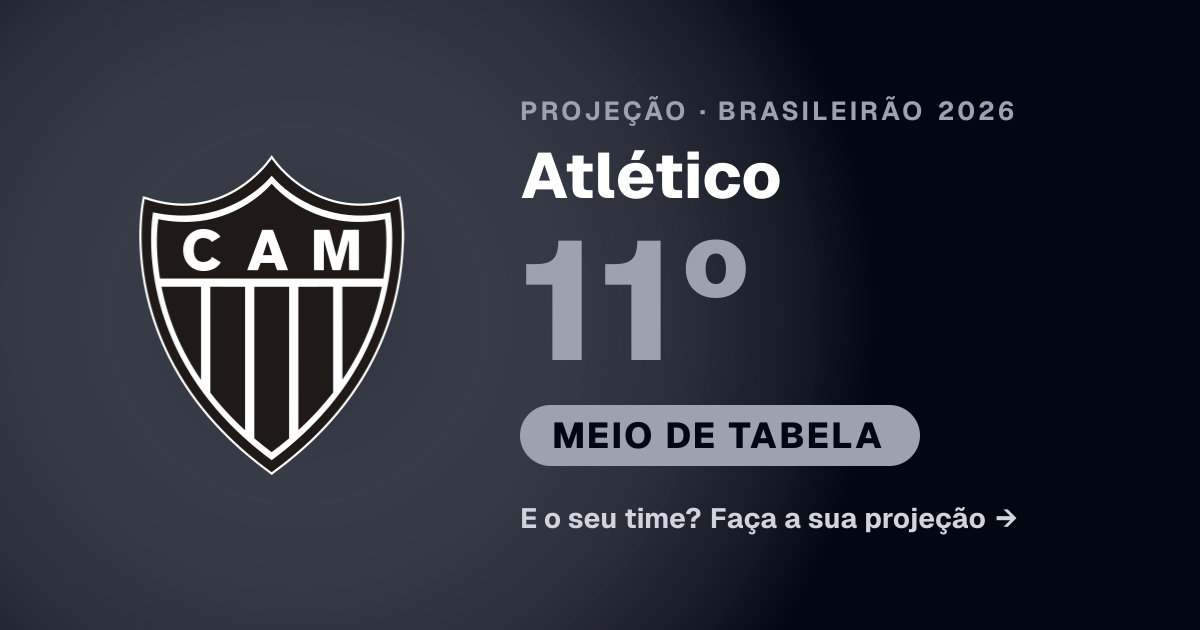 CAM
PROJEÇÃO · BRASILEIRÃO 2026
Atlético
11º
MEIO DE TABELA
E o seu time? Faça a sua projeção →